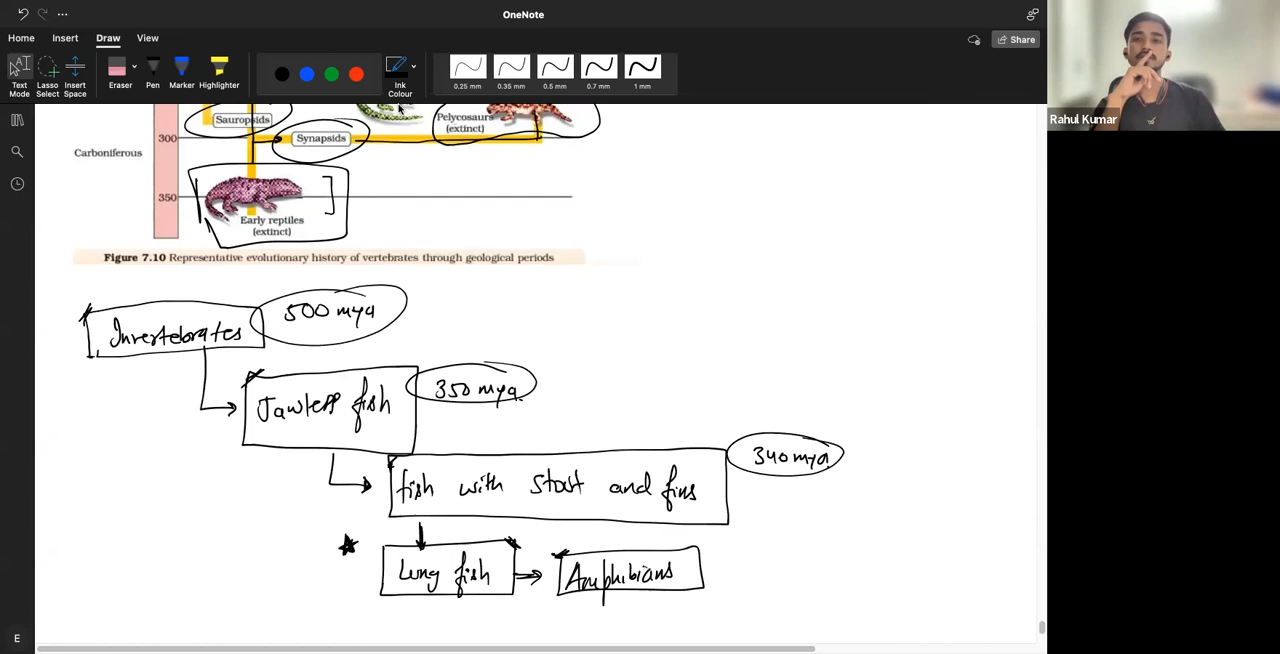 OneNote
Home Insert Draw View
Share
Text Mode
Lasso Select
Insert Space
Eraser
Pen
Marker
Highlighter
Ink Colour
0.25 mm
0.35 mm
0.5 mm
0.7 mm
1 mm
Rahul Kumar
Sauropsids
Pelycosaurs (extinct)
300
Synapsids
Carboniferous
350
Early reptiles
(extinct)
Figure 7.10 Representative evolutionary history of vertebrates through geological periods
Invertebrates 500 mya
Jawless fish 350 mya.
fish with stout and fins 340 mya.
Lung fish → Amphibians
E